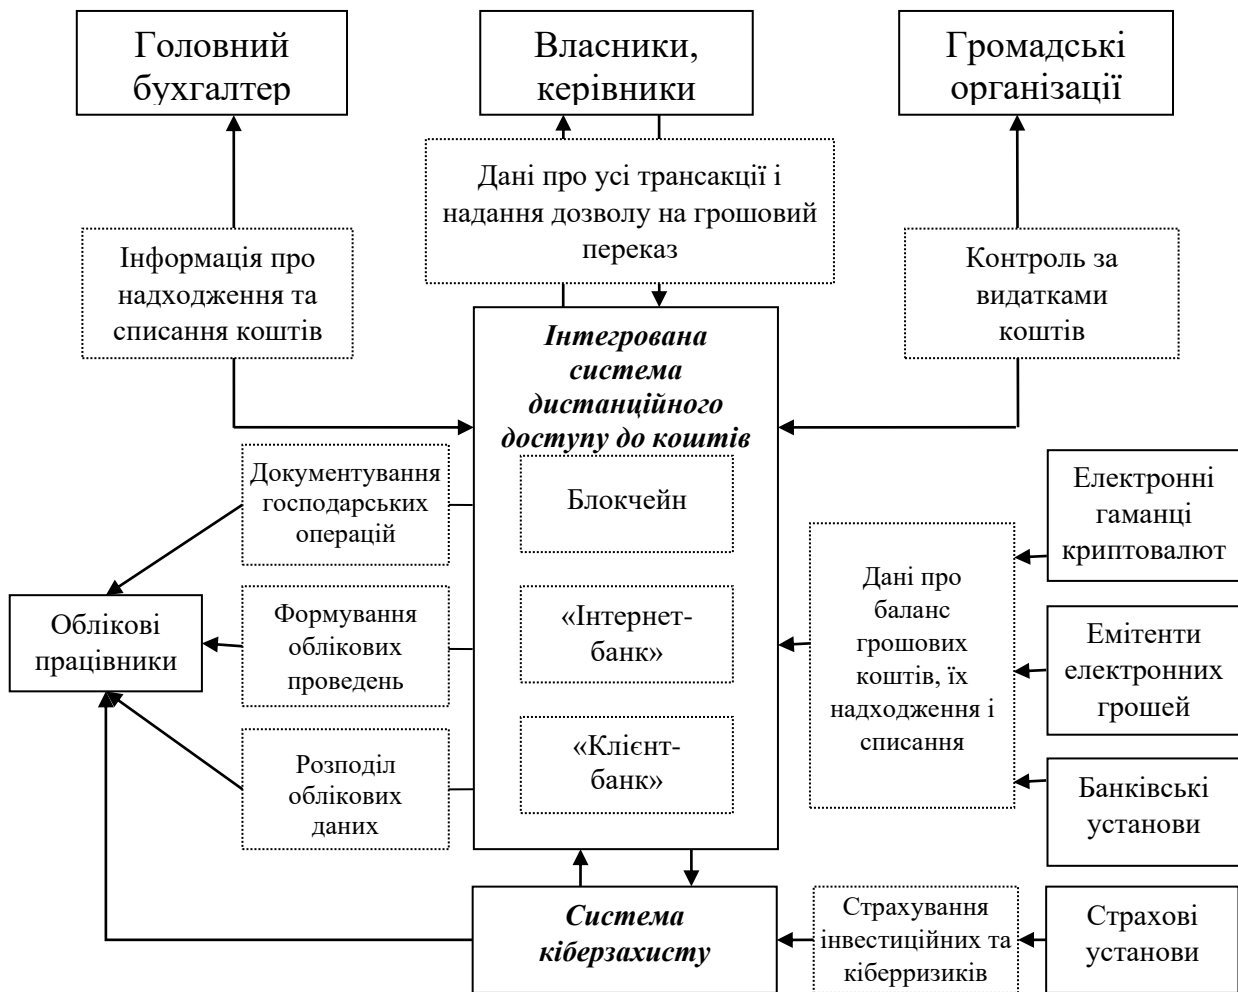 Головний
бухгалтер
Власники,
керівники
Громадські
організації
Дані про усі трансакції і
надання дозволу на грошовий
переказ
Інформація про
надходження та
списання коштів
Контроль за
видатками
коштів
Інтегрована
система
дистанційного
доступу до коштів
Документування
господарських
операцій
Блокчейн
Електронні
гаманці
криптовалют
Дані про
баланс
грошових
коштів, їх
надходження і
списання
Облікові
працівники
Формування
облікових
проведень
«Інтернет-
банк»
Емітенти
електронних
грошей
Розподіл
облікових
даних
«Клієнт-
банк»
Банківські
установи
Система
кіберзахисту
Страхування
інвестиційних та
кіберризиків
Страхові
установи